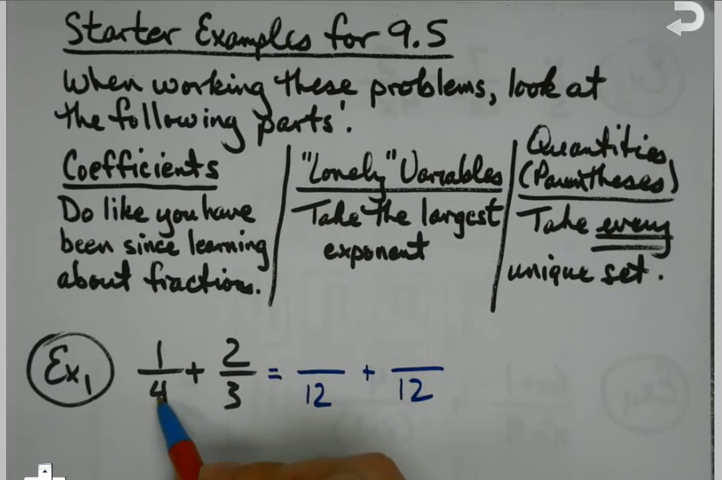 Starter Examples for 9.5
When working these problems, look at
the following parts:
Coefficients
Do like you have
been since learning
about fractions.
"Lonely" Variables
Take the largest
exponent
Quantities
(Parentheses)
Take every
unique set.
Ex1 1/4 + 2/3 = /12 + /12